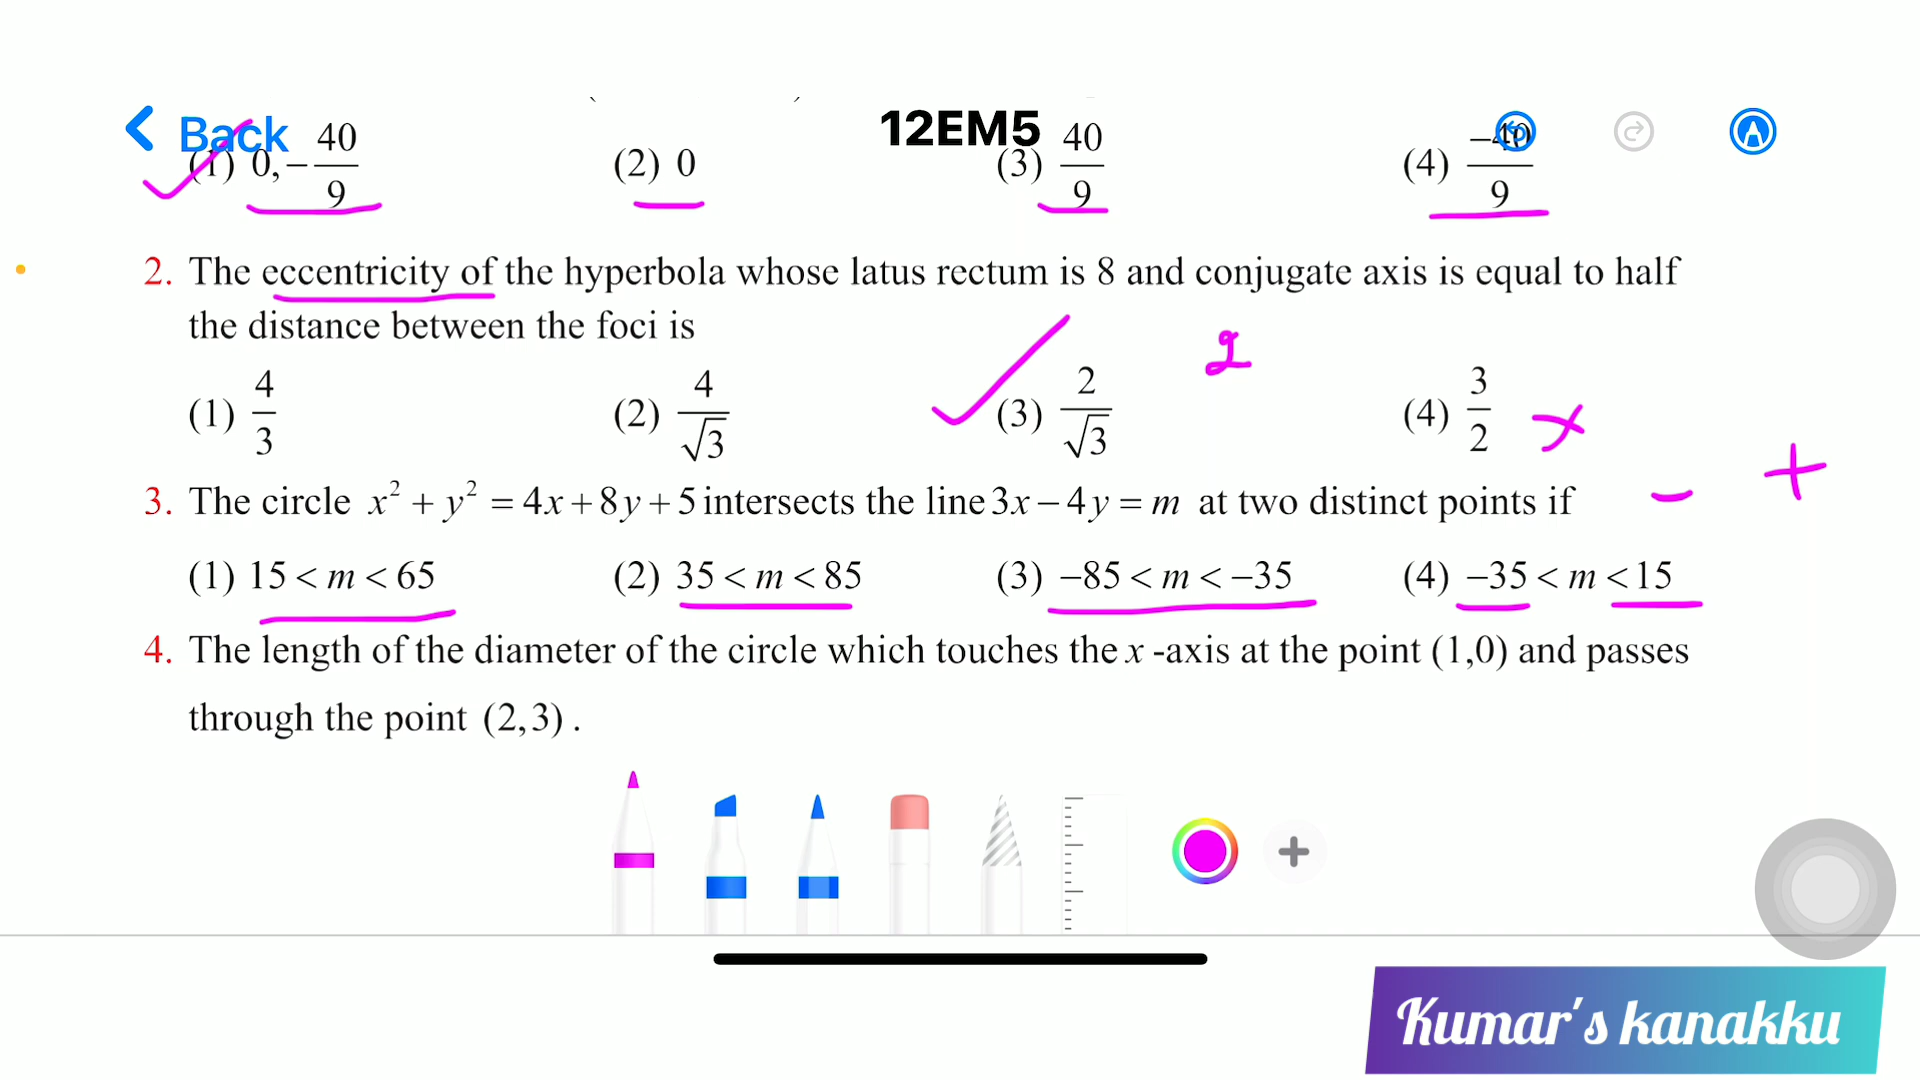 Back 12EM5
(1) 0, −40/9 (2) 0 (3) 40/9 (4) −40/9
2. The eccentricity of the hyperbola whose latus rectum is 8 and conjugate axis is equal to half
the distance between the foci is
2
(1) 4/3 (2) 4/√3 (3) 2/√3 (4) 3/2 x
3. The circle x² + y² = 4x + 8y + 5 intersects the line 3x − 4y = m at two distinct points if − +
(1) 15 < m < 65 (2) 35 < m < 85 (3) −85 < m < −35 (4) −35 < m < 15
4. The length of the diameter of the circle which touches the x -axis at the point (1,0) and passes
through the point (2,3).
Kumar's kanakku